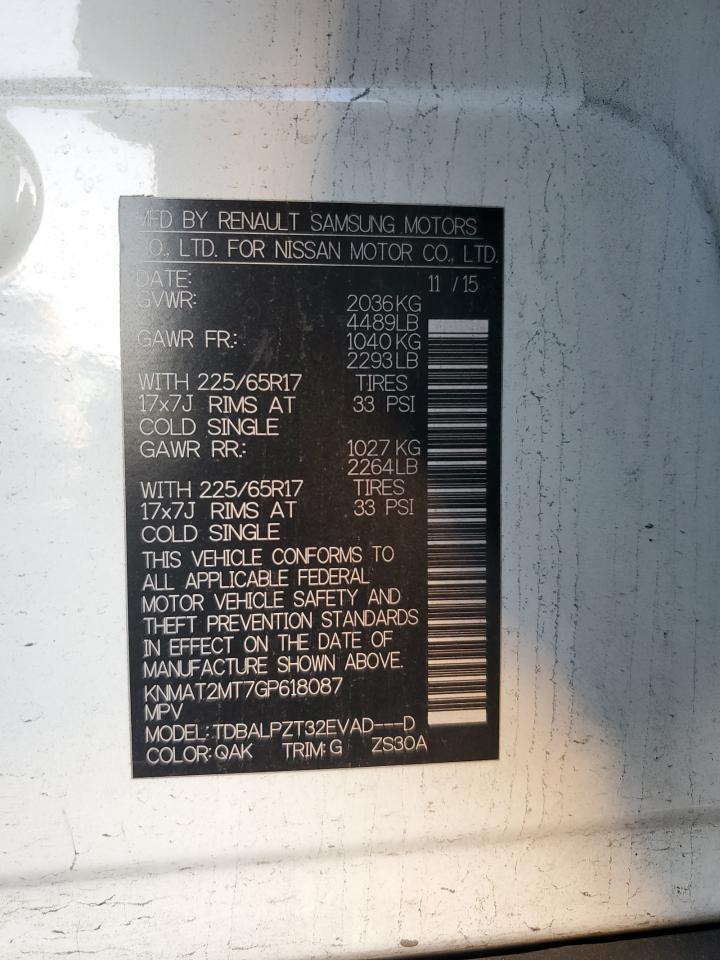 MFD BY RENAULT SAMSUNG MOTORS
CO., LTD. FOR NISSAN MOTOR CO., LTD.
DATE: 11 / 15
GVWR: 2036KG
4489LB
GAWR FR: 1040KG
2293LB
WITH 225/65R17 TIRES
17x7J RIMS AT 33 PSI
COLD SINGLE
GAWR RR: 1027KG
2264LB
WITH 225/65R17 TIRES
17x7J RIMS AT 33 PSI
COLD SINGLE
THIS VEHICLE CONFORMS TO
ALL APPLICABLE FEDERAL
MOTOR VEHICLE SAFETY AND
THEFT PREVENTION STANDARDS
IN EFFECT ON THE DATE OF
MANUFACTURE SHOWN ABOVE.
KNMAT2MT7GP618087
MPV
MODEL:TDBALPZT32EVAD---D
COLOR:QAK TRIM:G ZS30A